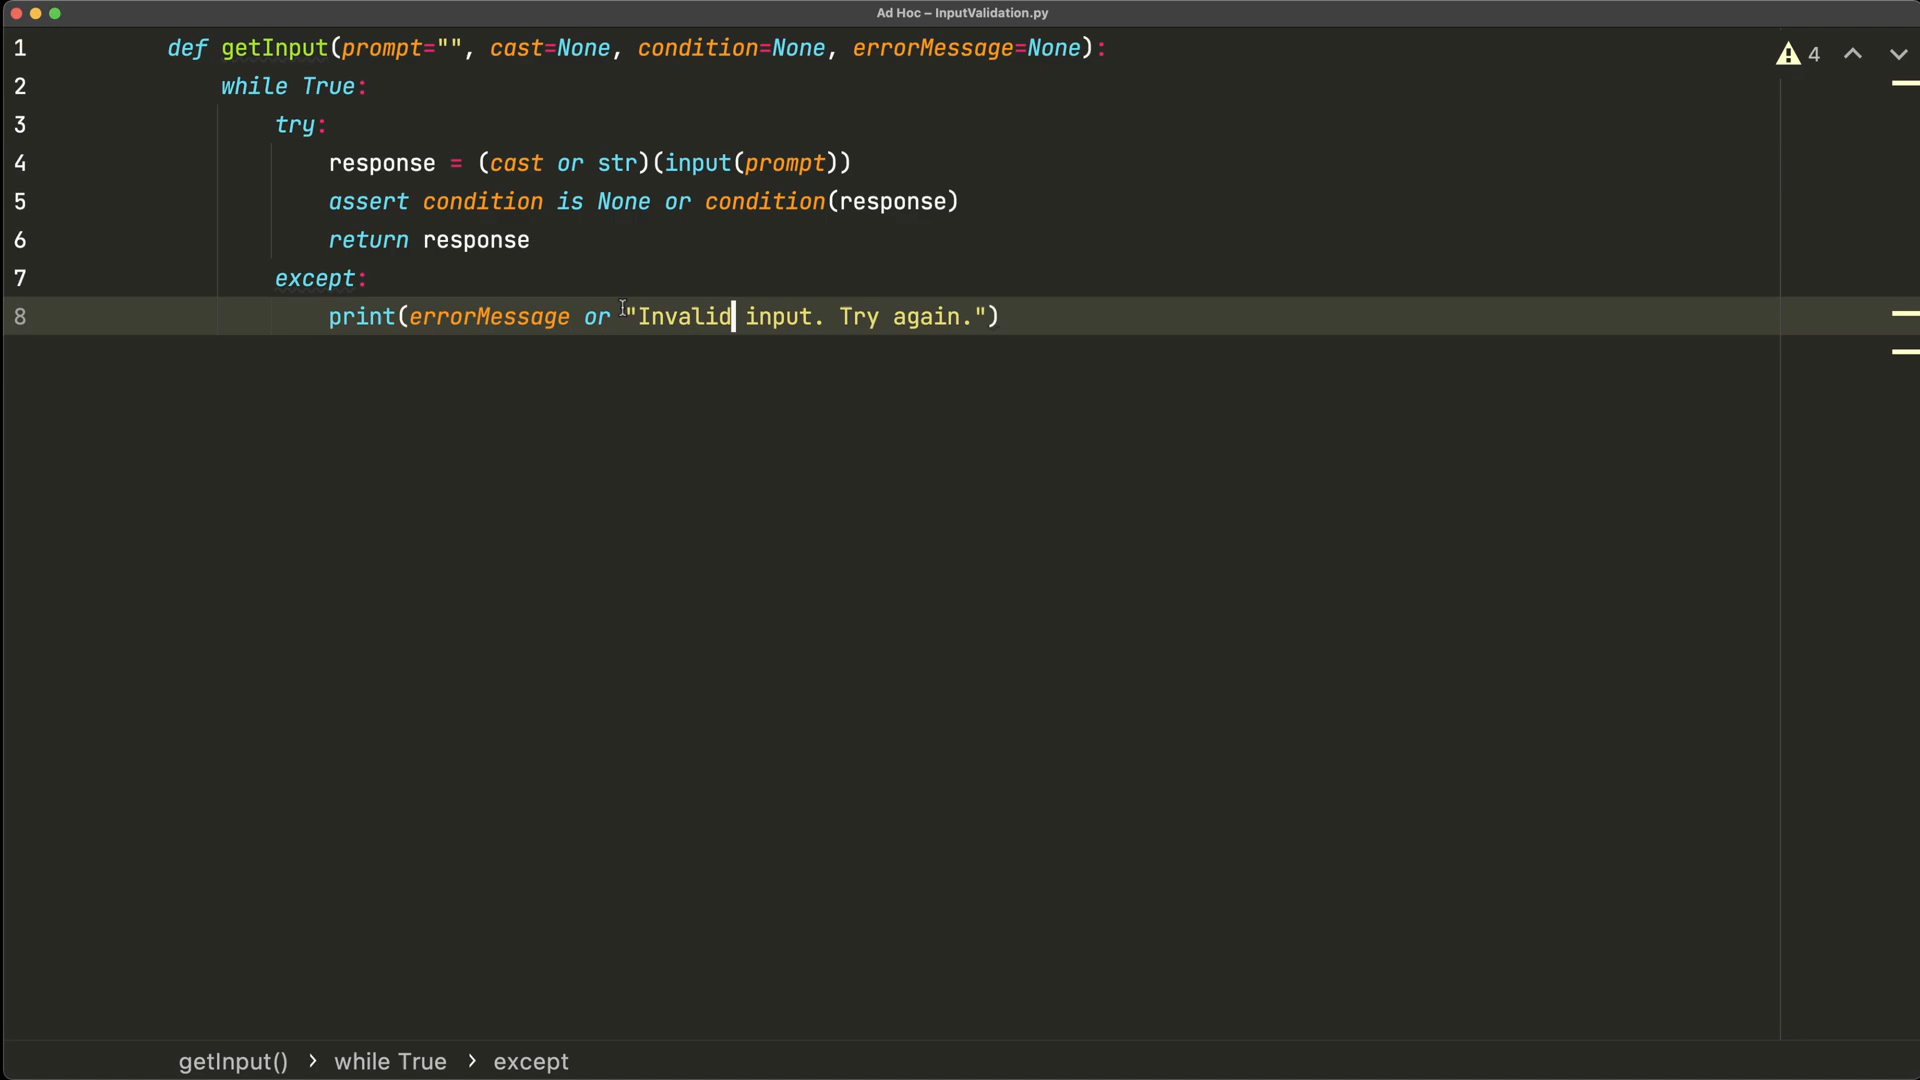 Ad Hoc – InputValidation.py
1 def getInput(prompt="", cast=None, condition=None, errorMessage=None):
4
2 while True:
3 try:
4 response = (cast or str)(input(prompt))
5 assert condition is None or condition(response)
6 return response
7 except:
8 print(errorMessage or "Invalid input. Try again.")
getInput() › while True › except